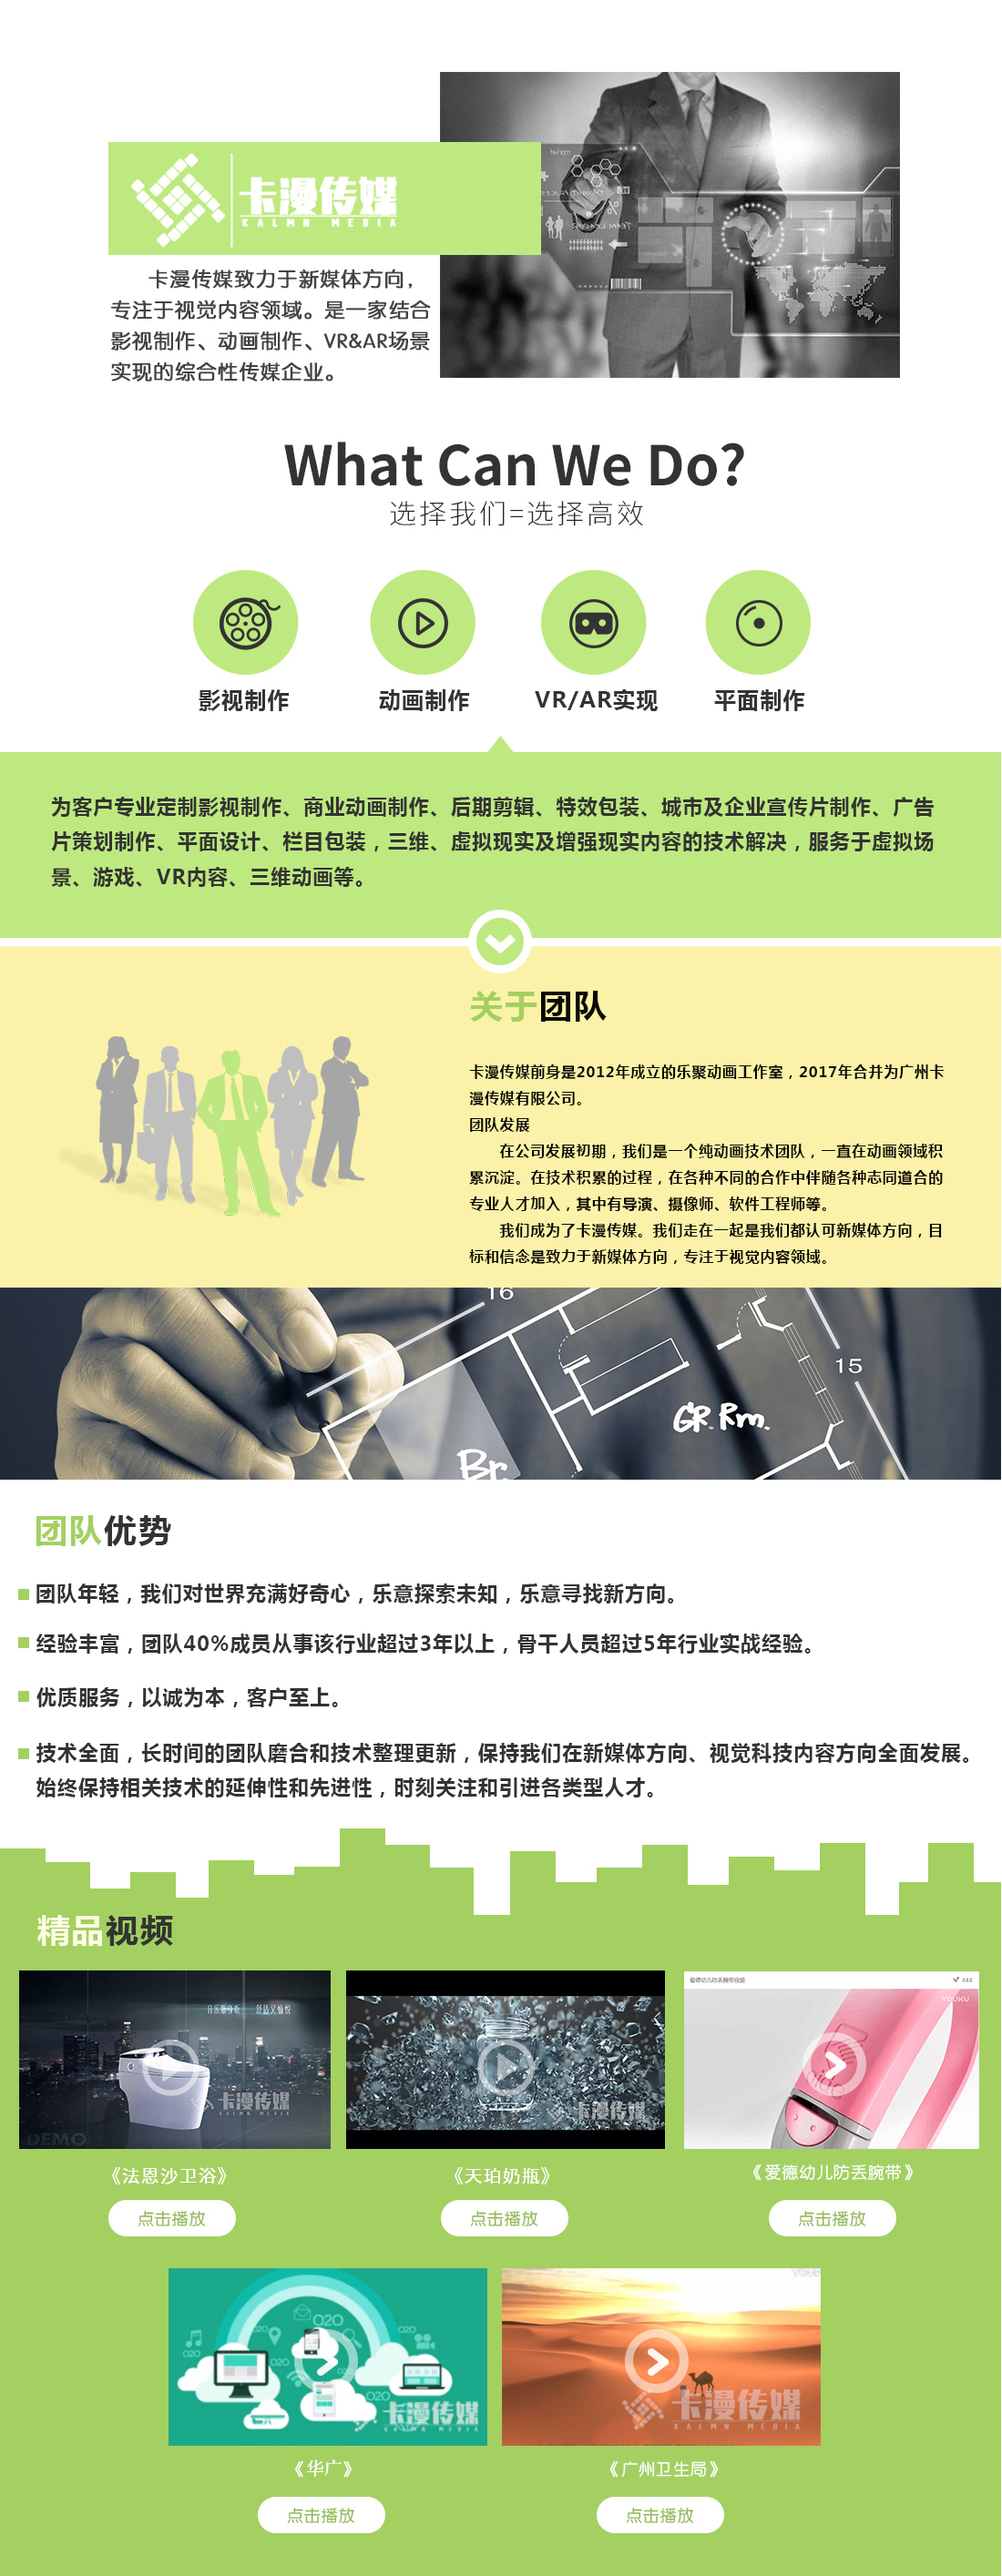 卡漫传媒
KALMN MEDIA
卡漫传媒致力于新媒体方向，
专注于视觉内容领域。是一家结合
影视制作、动画制作、VR&AR场景
实现的综合性传媒企业。
What Can We Do?
选择我们=选择高效
影视制作
动画制作
VR/AR实现
平面制作
为客户专业定制影视制作、商业动画制作、后期剪辑、特效包装、城市及企业宣传片制作、广告
片策划制作、平面设计、栏目包装，三维、虚拟现实及增强现实内容的技术解决，服务于虚拟场
景、游戏、VR内容、三维动画等。
关于团队
卡漫传媒前身是2012年成立的乐聚动画工作室，2017年合并为广州卡
漫传媒有限公司。
团队发展
在公司发展初期，我们是一个纯动画技术团队，一直在动画领域积
累沉淀。在技术积累的过程，在各种不同的合作中伴随各种志同道合的
专业人才加入，其中有导演、摄像师、软件工程师等。
我们成为了卡漫传媒。我们走在一起是我们都认可新媒体方向，目
标和信念是致力于新媒体方向，专注于视觉内容领域。
16
15
GR. Rm.
Br.
团队优势
团队年轻，我们对世界充满好奇心，乐意探索未知，乐意寻找新方向。
经验丰富，团队40%成员从事该行业超过3年以上，骨干人员超过5年行业实战经验。
优质服务，以诚为本，客户至上。
技术全面，长时间的团队磨合和技术整理更新，保持我们在新媒体方向、视觉科技内容方向全面发展。
始终保持相关技术的延伸性和先进性，时刻关注和引进各类型人才。
精品视频
卡漫传媒
KALMN MEDIA
DEMO
卡漫传媒
KALMN MEDIA
爱德幼儿防丢腕带视频
444
YOUKU
《法恩沙卫浴》
《天珀奶瓶》
《爱德幼儿防丢腕带》
点击播放
点击播放
点击播放
O2O
O2O
O2O
O2O
卡漫传媒
KALMN MEDIA
卡漫传媒
KALMN MEDIA
《华广》
《广州卫生局》
点击播放
点击播放